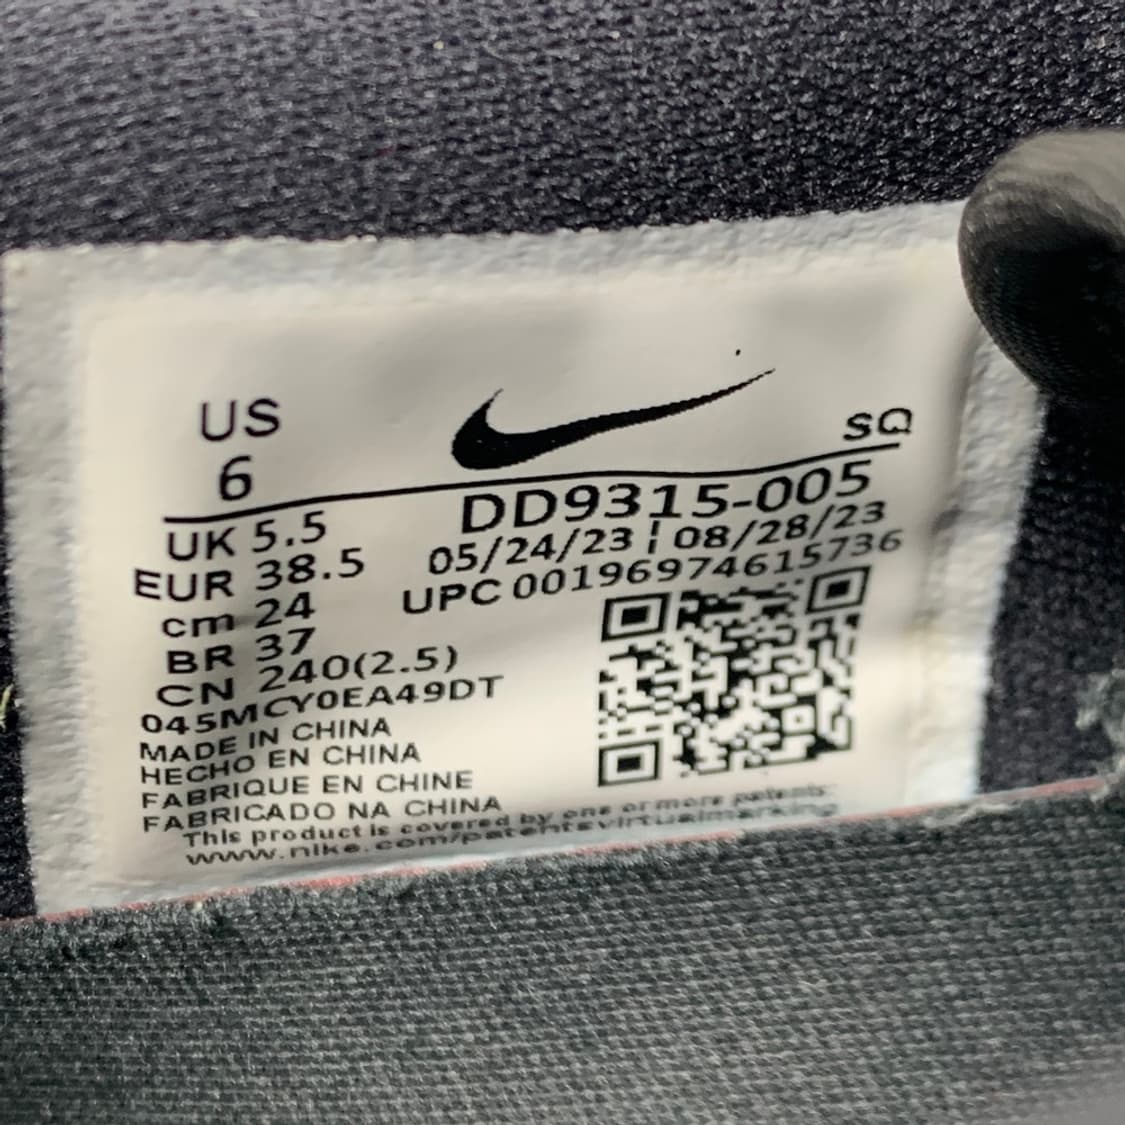 US
6
SQ
UK 5.5
EUR 38.5
cm 24
BR 37
CN 240(2.5)
DD9315-005
05/24/23 ¦ 08/28/23
UPC 00196974615736
045MCY0EA49DT
MADE IN CHINA
HECHO EN CHINA
FABRIQUE EN CHINE
FABRICADO NA CHINA
This product is covered by one or more patents
www.nike.com/patentsvirtualmarking